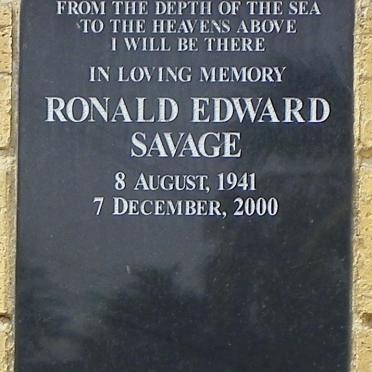 FROM THE DEPTH OF THE SEA
TO THE HEAVENS ABOVE
I WILL BE THERE
IN LOVING MEMORY
RONALD EDWARD
SAVAGE
8 AUGUST, 1941
7 DECEMBER, 2000